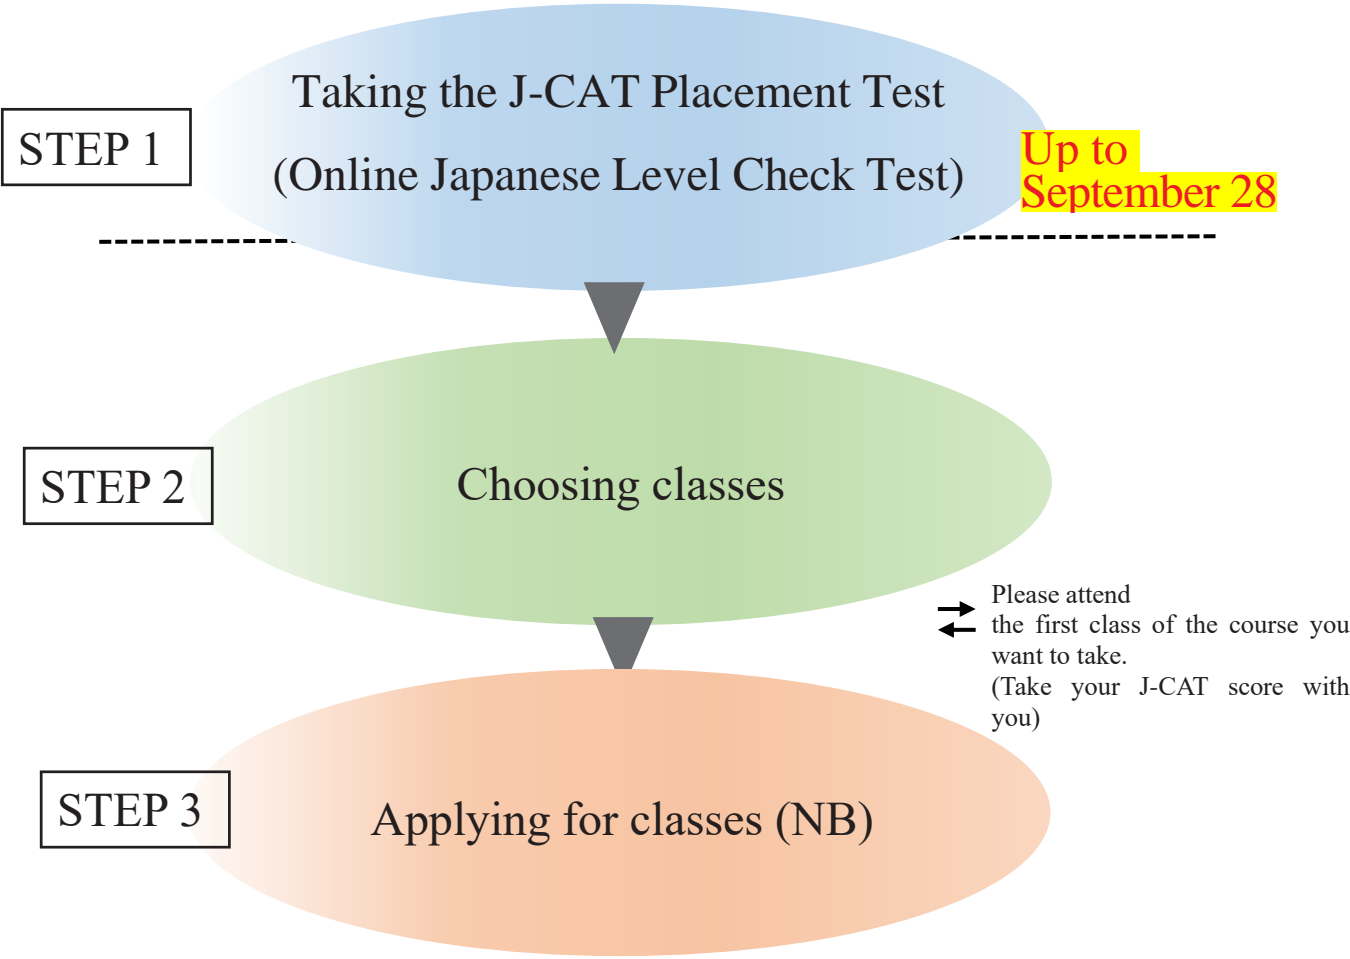 STEP 1
Taking the J-CAT Placement Test
(Online Japanese Level Check Test)
Up to
September 28
STEP 2
Choosing classes
Please attend
the first class of the course you
want to take.
(Take your J-CAT score with
you)
STEP 3
Applying for classes (NB)